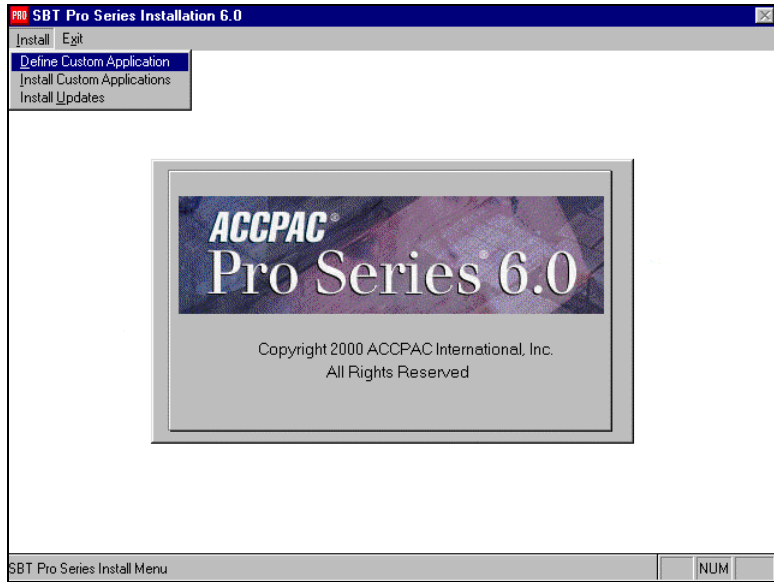 PRO SBT Pro Series Installation 6.0
Install Exit
Define Custom Application
Install Custom Applications
Install Updates
ACCPAC®
Pro Series® 6.0
Copyright 2000 ACCPAC International, Inc.
All Rights Reserved
SBT Pro Series Install Menu NUM